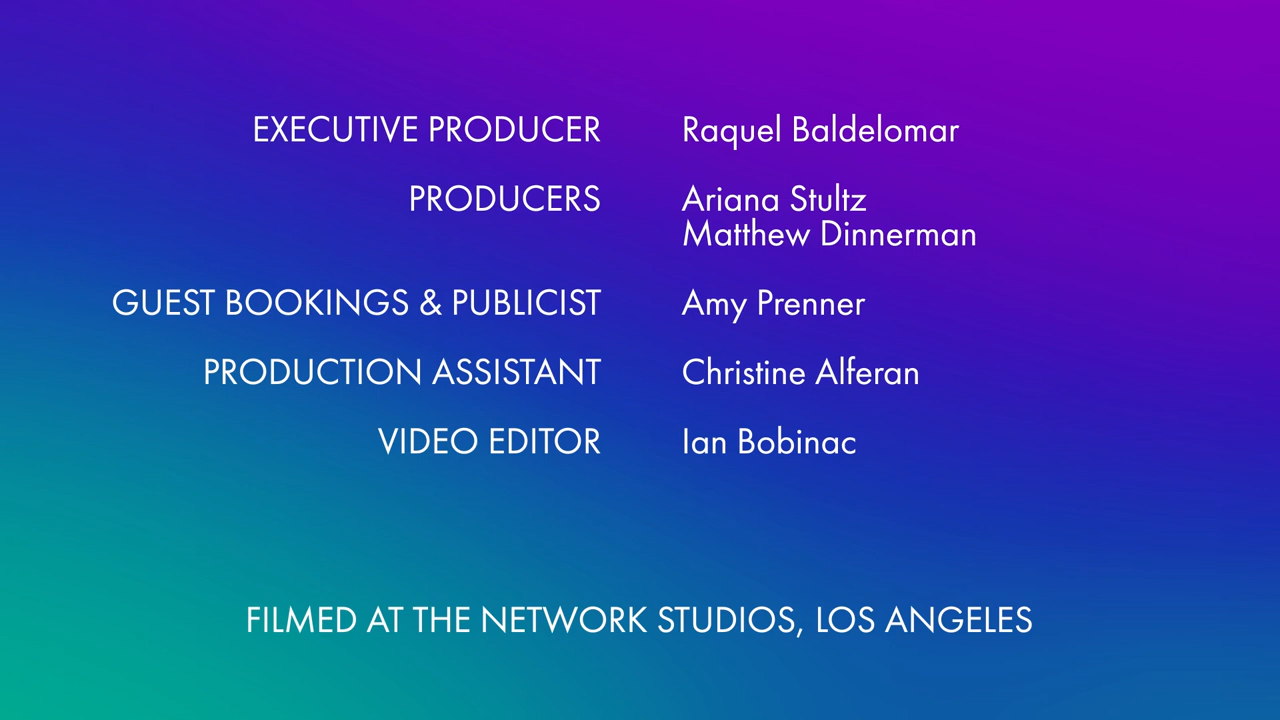 EXECUTIVE PRODUCER Raquel Baldelomar
PRODUCERS Ariana Stultz
Matthew Dinnerman
GUEST BOOKINGS & PUBLICIST Amy Prenner
PRODUCTION ASSISTANT Christine Alferan
VIDEO EDITOR Ian Bobinac
FILMED AT THE NETWORK STUDIOS, LOS ANGELES